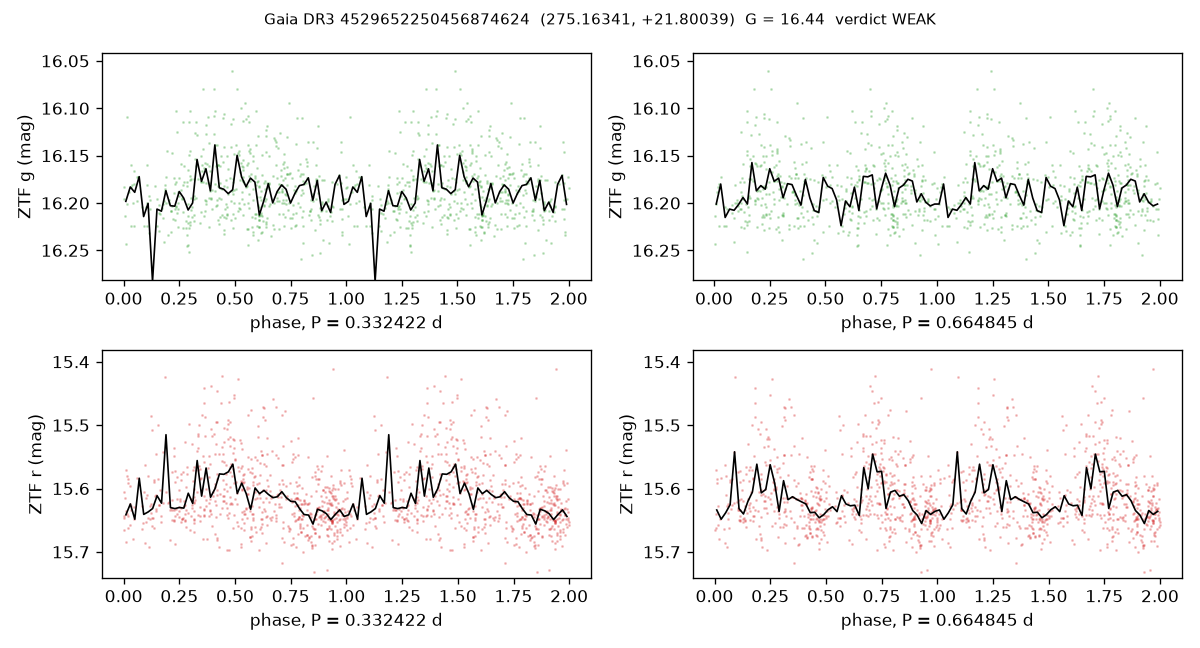 Gaia DR3 4529652250456874624 (275.16341, +21.80039) G = 16.44 verdict WEAK
ZTF g (mag)
16.05
16.10
16.15
16.20
16.25
0.00 0.25 0.50 0.75 1.00 1.25 1.50 1.75 2.00
phase, P = 0.332422 d
ZTF g (mag)
16.05
16.10
16.15
16.20
16.25
0.00 0.25 0.50 0.75 1.00 1.25 1.50 1.75 2.00
phase, P = 0.664845 d
ZTF r (mag)
15.4
15.5
15.6
15.7
0.00 0.25 0.50 0.75 1.00 1.25 1.50 1.75 2.00
phase, P = 0.332422 d
ZTF r (mag)
15.4
15.5
15.6
15.7
0.00 0.25 0.50 0.75 1.00 1.25 1.50 1.75 2.00
phase, P = 0.664845 d